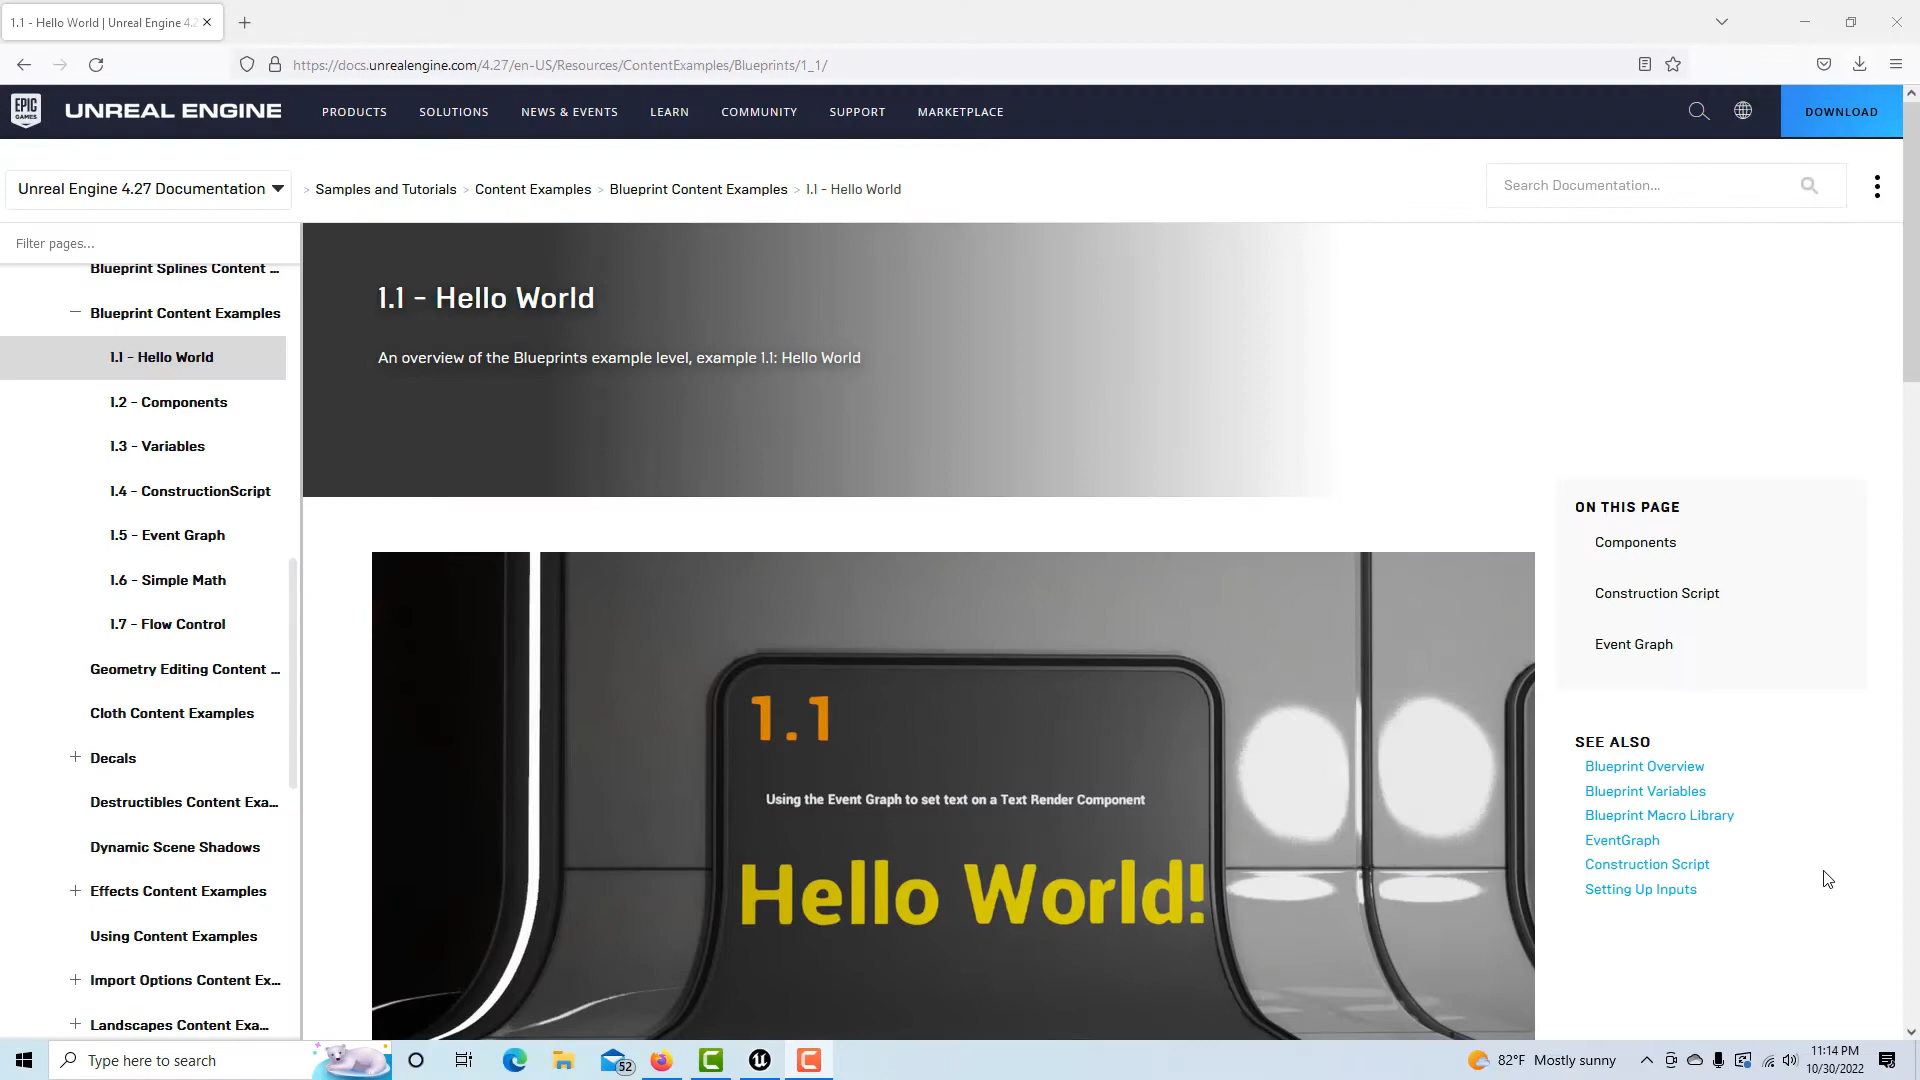 1.1 - Hello World | Unreal Engine 4.2
https://docs.unrealengine.com/4.27/en-US/Resources/ContentExamples/Blueprints/1_1/
EPIC GAMES
UNREAL ENGINE
PRODUCTS
SOLUTIONS
NEWS & EVENTS
LEARN
COMMUNITY
SUPPORT
MARKETPLACE
DOWNLOAD
Unreal Engine 4.27 Documentation
> Samples and Tutorials > Content Examples > Blueprint Content Examples > 1.1 - Hello World
Search Documentation...
Filter pages...
Blueprint Splines Content ...
Blueprint Content Examples
1.1 - Hello World
1.2 - Components
1.3 - Variables
1.4 - ConstructionScript
1.5 - Event Graph
1.6 - Simple Math
1.7 - Flow Control
Geometry Editing Content ...
Cloth Content Examples
Decals
Destructibles Content Exa...
Dynamic Scene Shadows
Effects Content Examples
Using Content Examples
Import Options Content Ex...
Landscapes Content Exa...
1.1 - Hello World
An overview of the Blueprints example level, example 1.1: Hello World
1.1
Using the Event Graph to set text on a Text Render Component
Hello World!
ON THIS PAGE
Components
Construction Script
Event Graph
SEE ALSO
Blueprint Overview
Blueprint Variables
Blueprint Macro Library
EventGraph
Construction Script
Setting Up Inputs
Type here to search
52
82°F Mostly sunny
11:14 PM
10/30/2022